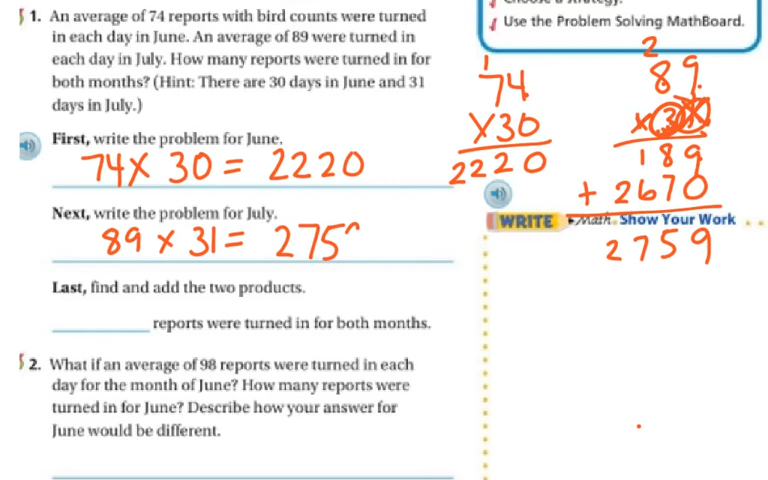 1. An average of 74 reports with bird counts were turned
in each day in June. An average of 89 were turned in
each day in July. How many reports were turned in for
both months? (Hint: There are 30 days in June and 31
days in July.)
First, write the problem for June.
74 x 30 = 2220
Next, write the problem for July.
89 x 31 = 275
Last, find and add the two products.
reports were turned in for both months.
2. What if an average of 98 reports were turned in each
day for the month of June? How many reports were
turned in for June? Describe how your answer for
June would be different.
Use the Problem Solving MathBoard.
1
74
x30
2220
2
89
x
189
+ 2670
WRITE Math Show Your Work
2759